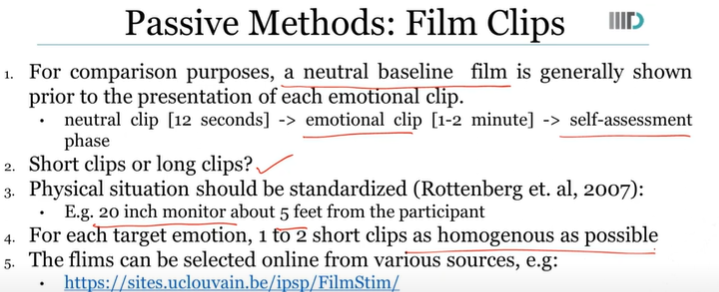 Passive Methods: Film Clips
1. For comparison purposes, a neutral baseline film is generally shown
prior to the presentation of each emotional clip.
• neutral clip [12 seconds] -> emotional clip [1-2 minute] -> self-assessment
phase
2. Short clips or long clips?
3. Physical situation should be standardized (Rottenberg et. al, 2007):
• E.g. 20 inch monitor about 5 feet from the participant
4. For each target emotion, 1 to 2 short clips as homogenous as possible
5. The flims can be selected online from various sources, e.g:
• https://sites.uclouvain.be/ipsp/FilmStim/